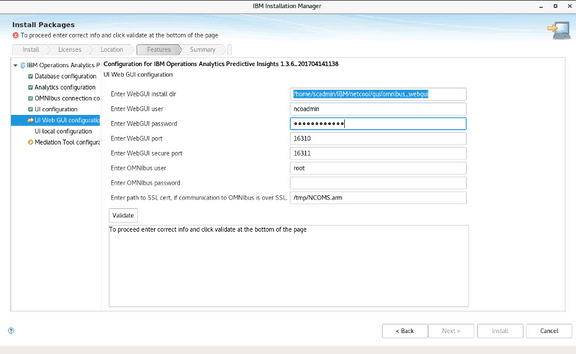 IBM Installation Manager
Install Packages
To proceed enter correct info and click validate at the bottom of the page
Install
Licenses
Location
Features
Summary
IBM Operations Analytics P
Database configuration
Analytics configuration
OMNIbus connection co
UI configuration
UI Web GUI configuratio
UI local configuration
Mediation Tool configura
Configuration for IBM Operations Analytics Predictive Insights 1.3.6., 201704141138
UI Web GUI configuration
Enter WebGUI install dir
/home/scadmin/IBM/netcool/gui/omnibus_webgui
Enter WebGUI user
ncoadmin
Enter WebGUI password
••••••••••••
Enter WebGUI port
16310
Enter WebGUI secure port
16311
Enter OMNIbus user
root
Enter OMNIbus password
Enter path to SSL cert, if communication to OMNIbus is over SSL.
/tmp/NCOMS.arm
Validate
To proceed enter correct info and click validate at the bottom of the page
?
< Back
Next >
Install
Cancel